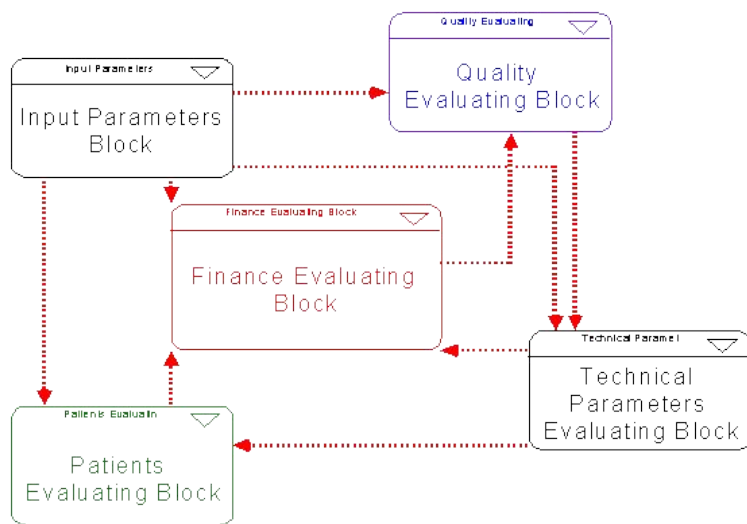 Quality Evaluating
Quality
Evaluating Block
Input Parameters
Input Parameters
Block
Finance Evaluating Block
Finance Evaluating
Block
Technical Paramet
Technical
Parameters
Evaluating Block
Patients Evaluatin
Patients
Evaluating Block